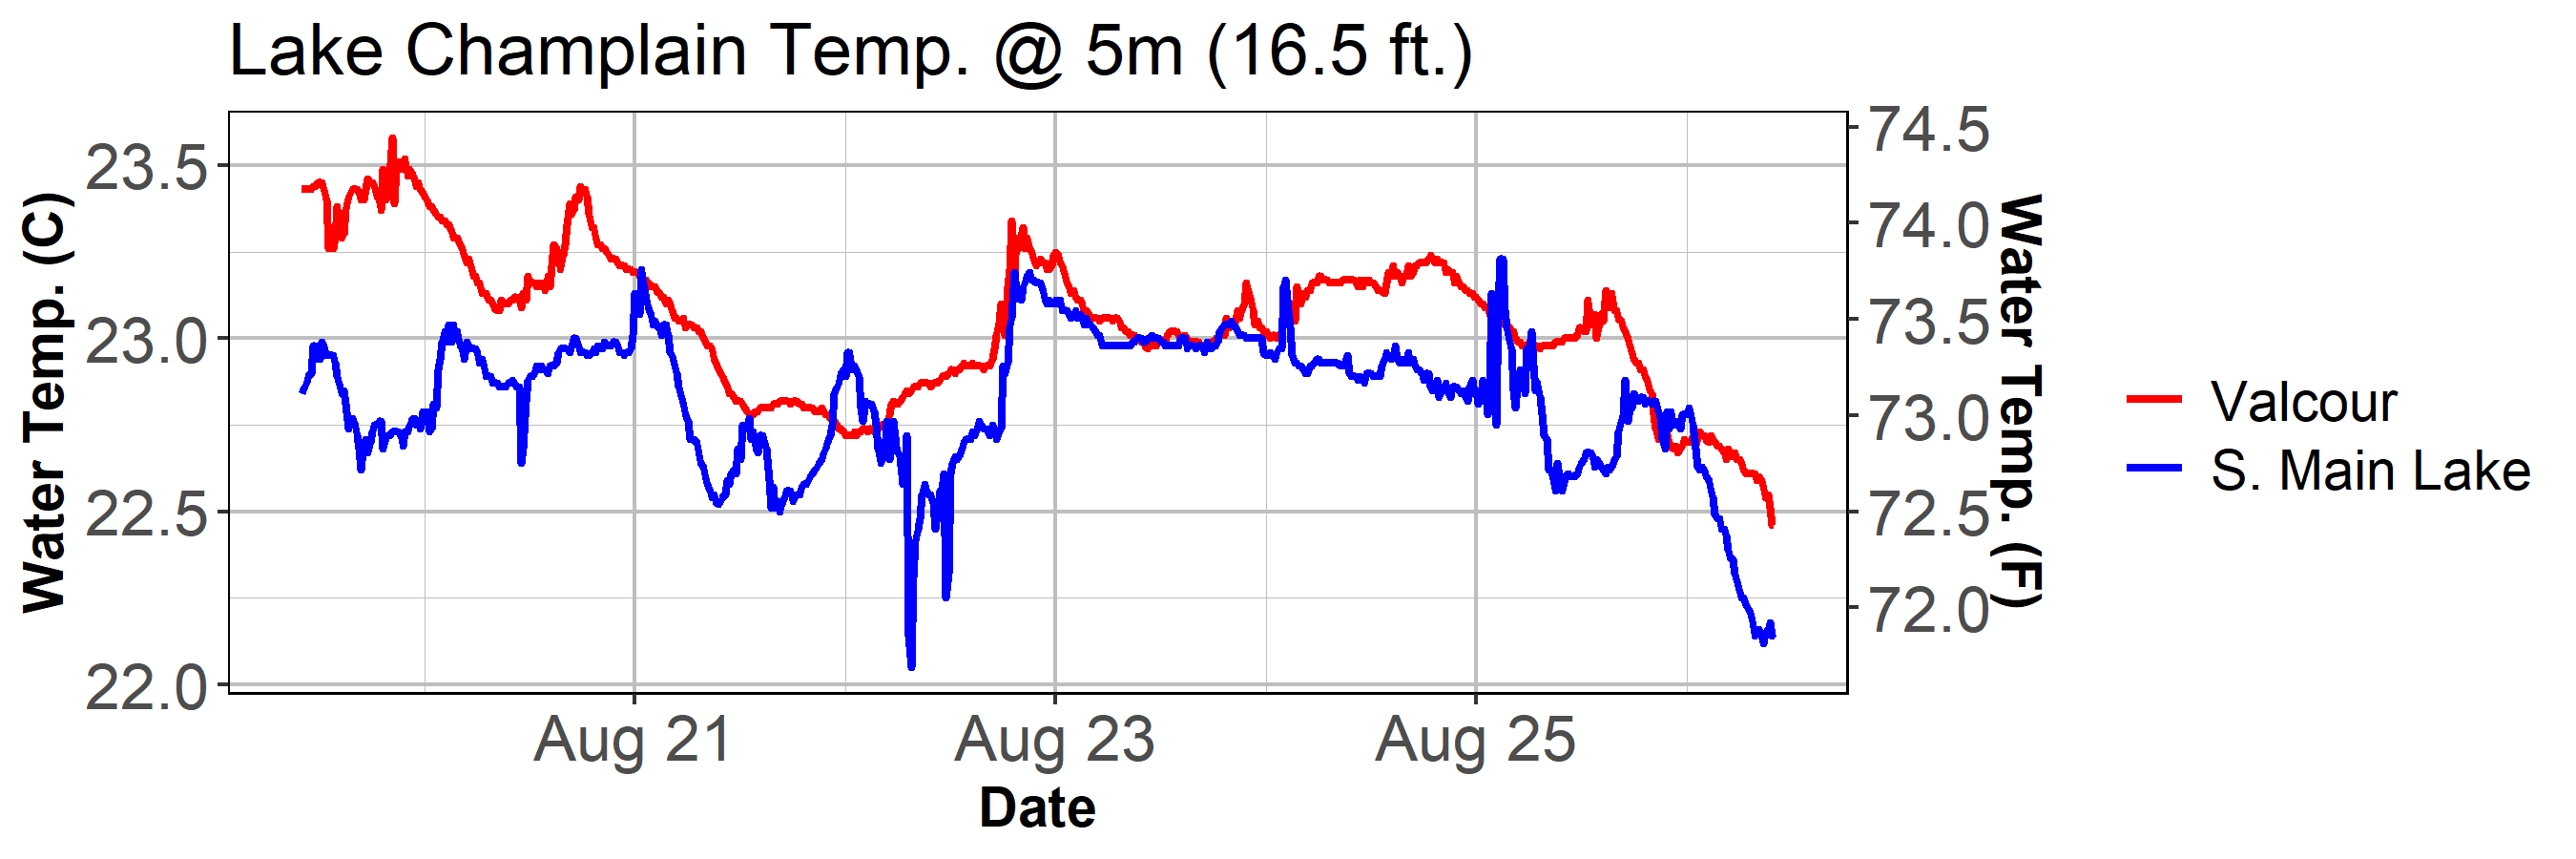 Lake Champlain Temp. @ 5m (16.5 ft.)
Water Temp. (C)
23.5
23.0
22.5
22.0
74.5
74.0
73.5
73.0
72.5
72.0
Water Temp. (F)
Aug 21
Aug 23
Aug 25
Date
Valcour
S. Main Lake